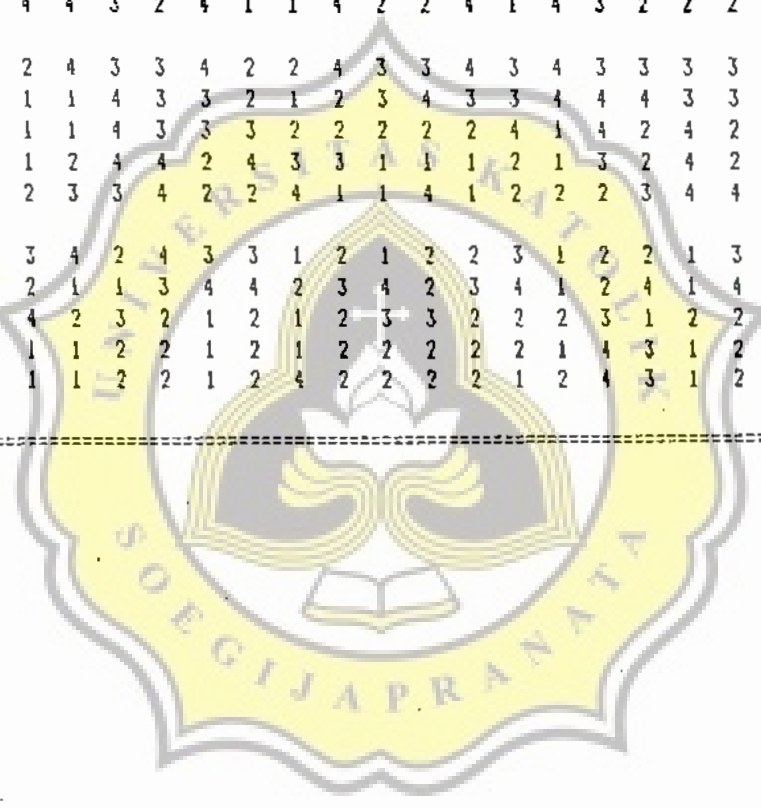 4 4 3 2 4 1 1 4 2 2 4 1 4 3 2 2 2
2 4 3 3 4 2 2 4 3 3 4 3 4 3 3 3 3
1 1 4 3 3 2 1 2 3 4 3 3 4 4 4 3 3
1 1 4 3 3 3 2 2 2 2 2 4 1 4 2 4 2
1 2 4 4 2 4 3 3 1 1 1 2 1 3 2 4 2
2 3 3 4 2 2 4 1 1 4 1 2 2 2 3 4 4
3 4 2 4 3 3 1 2 1 2 2 3 1 2 2 1 3
2 1 1 3 4 4 2 3 4 2 3 4 1 2 4 1 4
4 2 3 2 1 2 1 2 3 3 2 2 2 3 1 2 2
1 1 2 2 1 2 1 2 2 2 2 2 1 4 3 1 2
1 1 2 2 1 2 4 2 2 2 2 1 2 4 3 1 2
UNIVERSITAS KATOLIK
SOEGIJAPRANATA